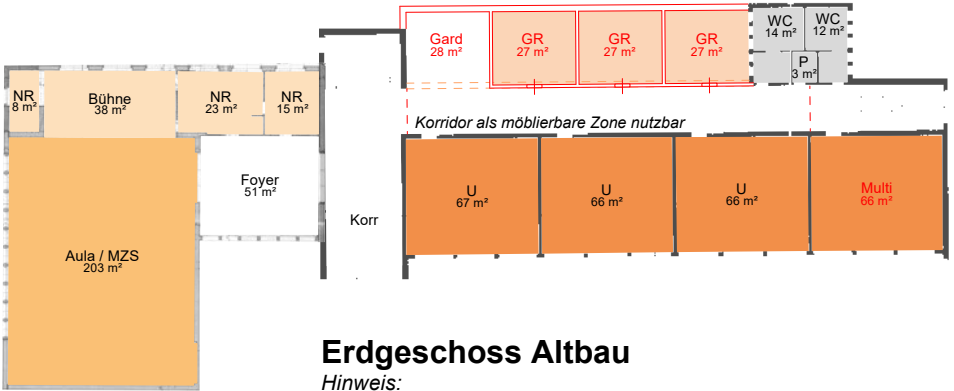 Gard
28 m²
GR
27 m²
GR
27 m²
GR
27 m²
WC
14 m²
WC
12 m²
P
3 m²
NR
8 m²
Bühne
38 m²
NR
23 m²
NR
15 m²
Korridor als möblierbare Zone nutzbar
Foyer
51 m²
Korr
U
67 m²
U
66 m²
U
66 m²
Multi
66 m²
Aula / MZS
203 m²
Erdgeschoss Altbau
Hinweis: